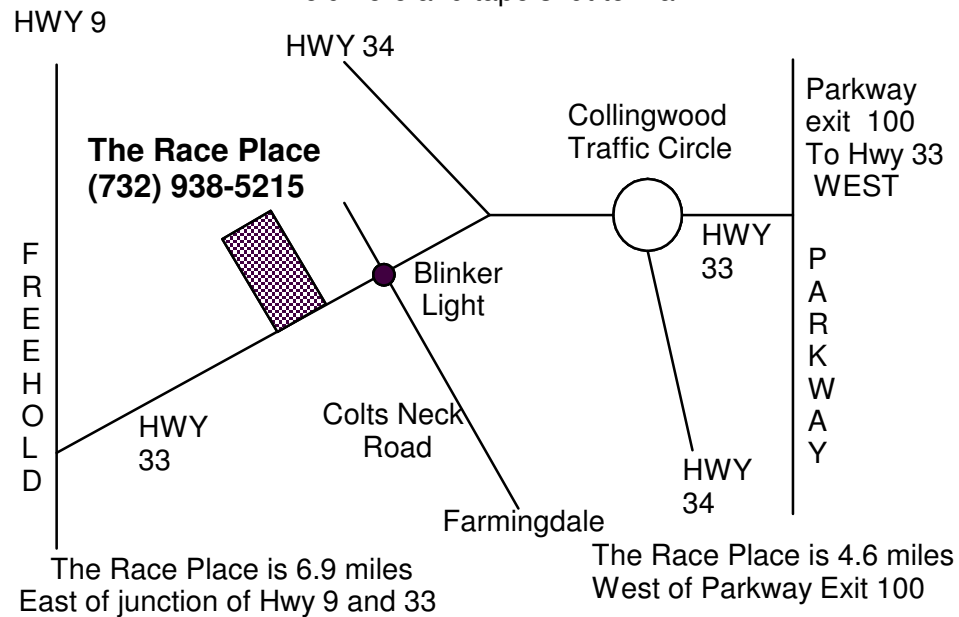 HWY 9
HWY 34
The Race Place
(732) 938-5215
Collingwood
Traffic Circle
Parkway
exit 100
To Hwy 33
WEST
HWY
33
Blinker
Light
FREEHOLD
PARKWAY
HWY
33
Colts Neck
Road
HWY
34
Farmingdale
The Race Place is 6.9 miles
East of junction of Hwy 9 and 33
The Race Place is 4.6 miles
West of Parkway Exit 100